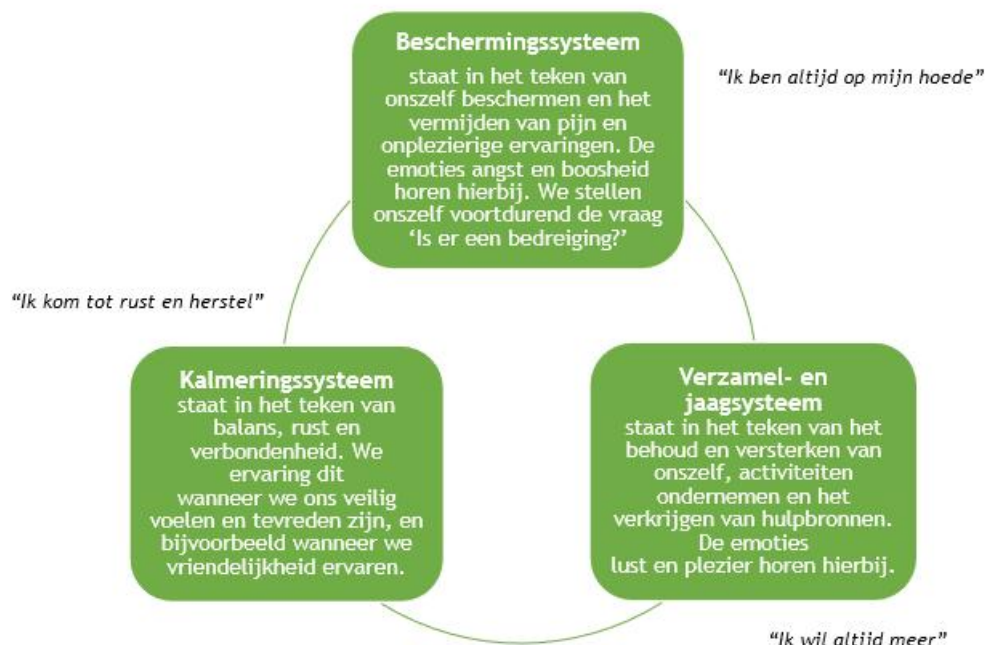 Beschermingssysteem
staat in het teken van
onszelf beschermen en het
vermijden van pijn en
onplezierige ervaringen. De
emoties angst en boosheid
horen hierbij. We stellen
onszelf voortdurend de vraag
‘Is er een bedreiging?’
“Ik ben altijd op mijn hoede”
“Ik kom tot rust en herstel”
Kalmeringssysteem
staat in het teken van
balans, rust en
verbondenheid. We
ervaring dit
wanneer we ons veilig
voelen en tevreden zijn, en
bijvoorbeeld wanneer we
vriendelijkheid ervaren.
Verzamel- en
jaagsysteem
staat in het teken van het
behoud en versterken van
onszelf, activiteiten
ondernemen en het
verkrijgen van hulpbronnen.
De emoties
lust en plezier horen hierbij.
“Ik wil altijd meer”